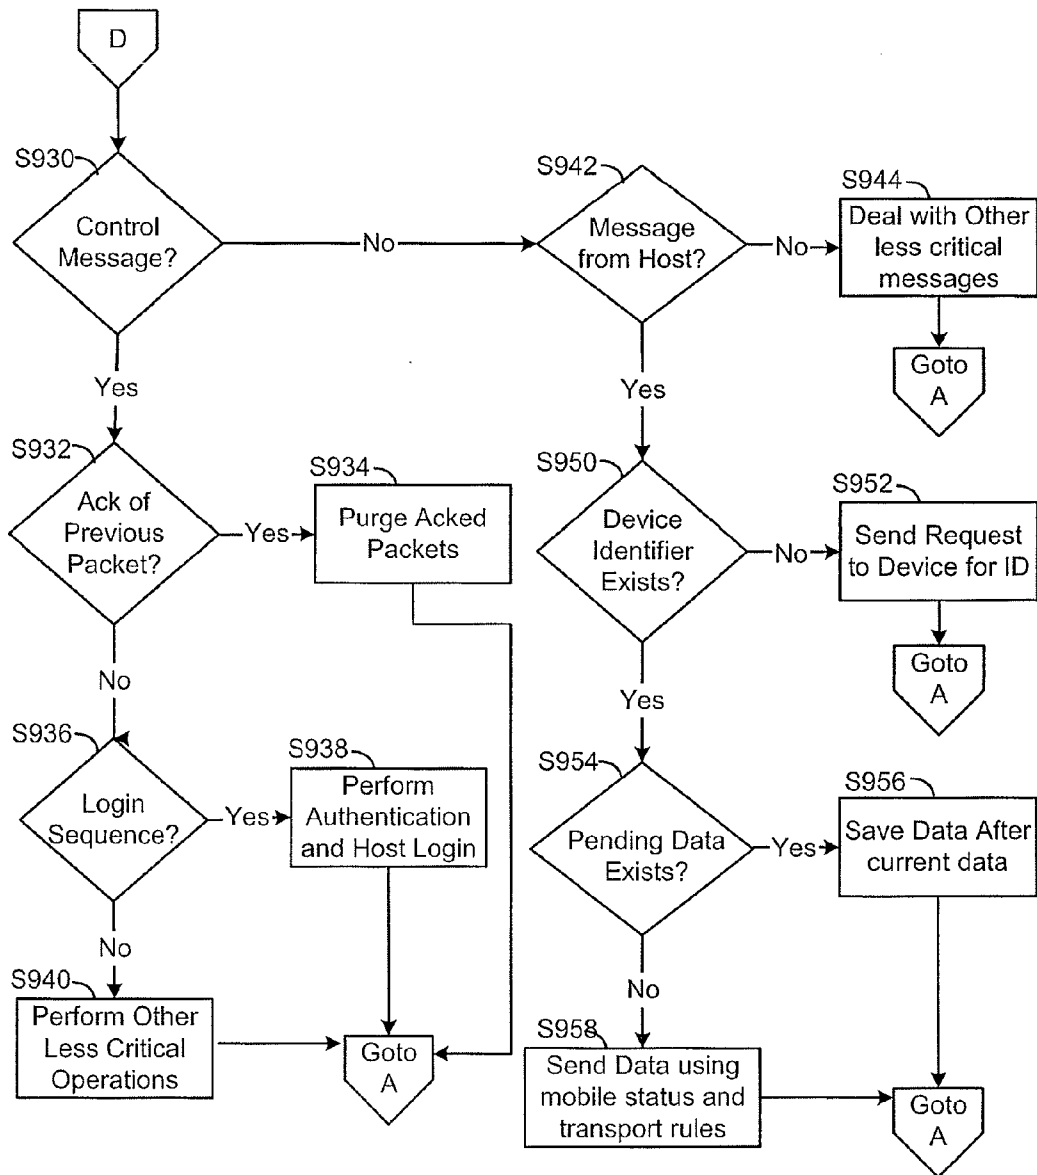 D
S930
Control
Message?
No
Yes
S942
Message
from Host?
No
Yes
S944
Deal with Other
less critical
messages
Goto
A
S932
Ack of
Previous
Packet?
Yes
No
S934
Purge Acked
Packets
S950
Device
Identifier
Exists?
No
Yes
S952
Send Request
to Device for ID
Goto
A
S936
Login
Sequence?
Yes
No
S938
Perform
Authentication
and Host Login
S954
Pending Data
Exists?
Yes
No
S956
Save Data After
current data
S940
Perform Other
Less Critical
Operations
Goto
A
S958
Send Data using
mobile status and
transport rules
Goto
A